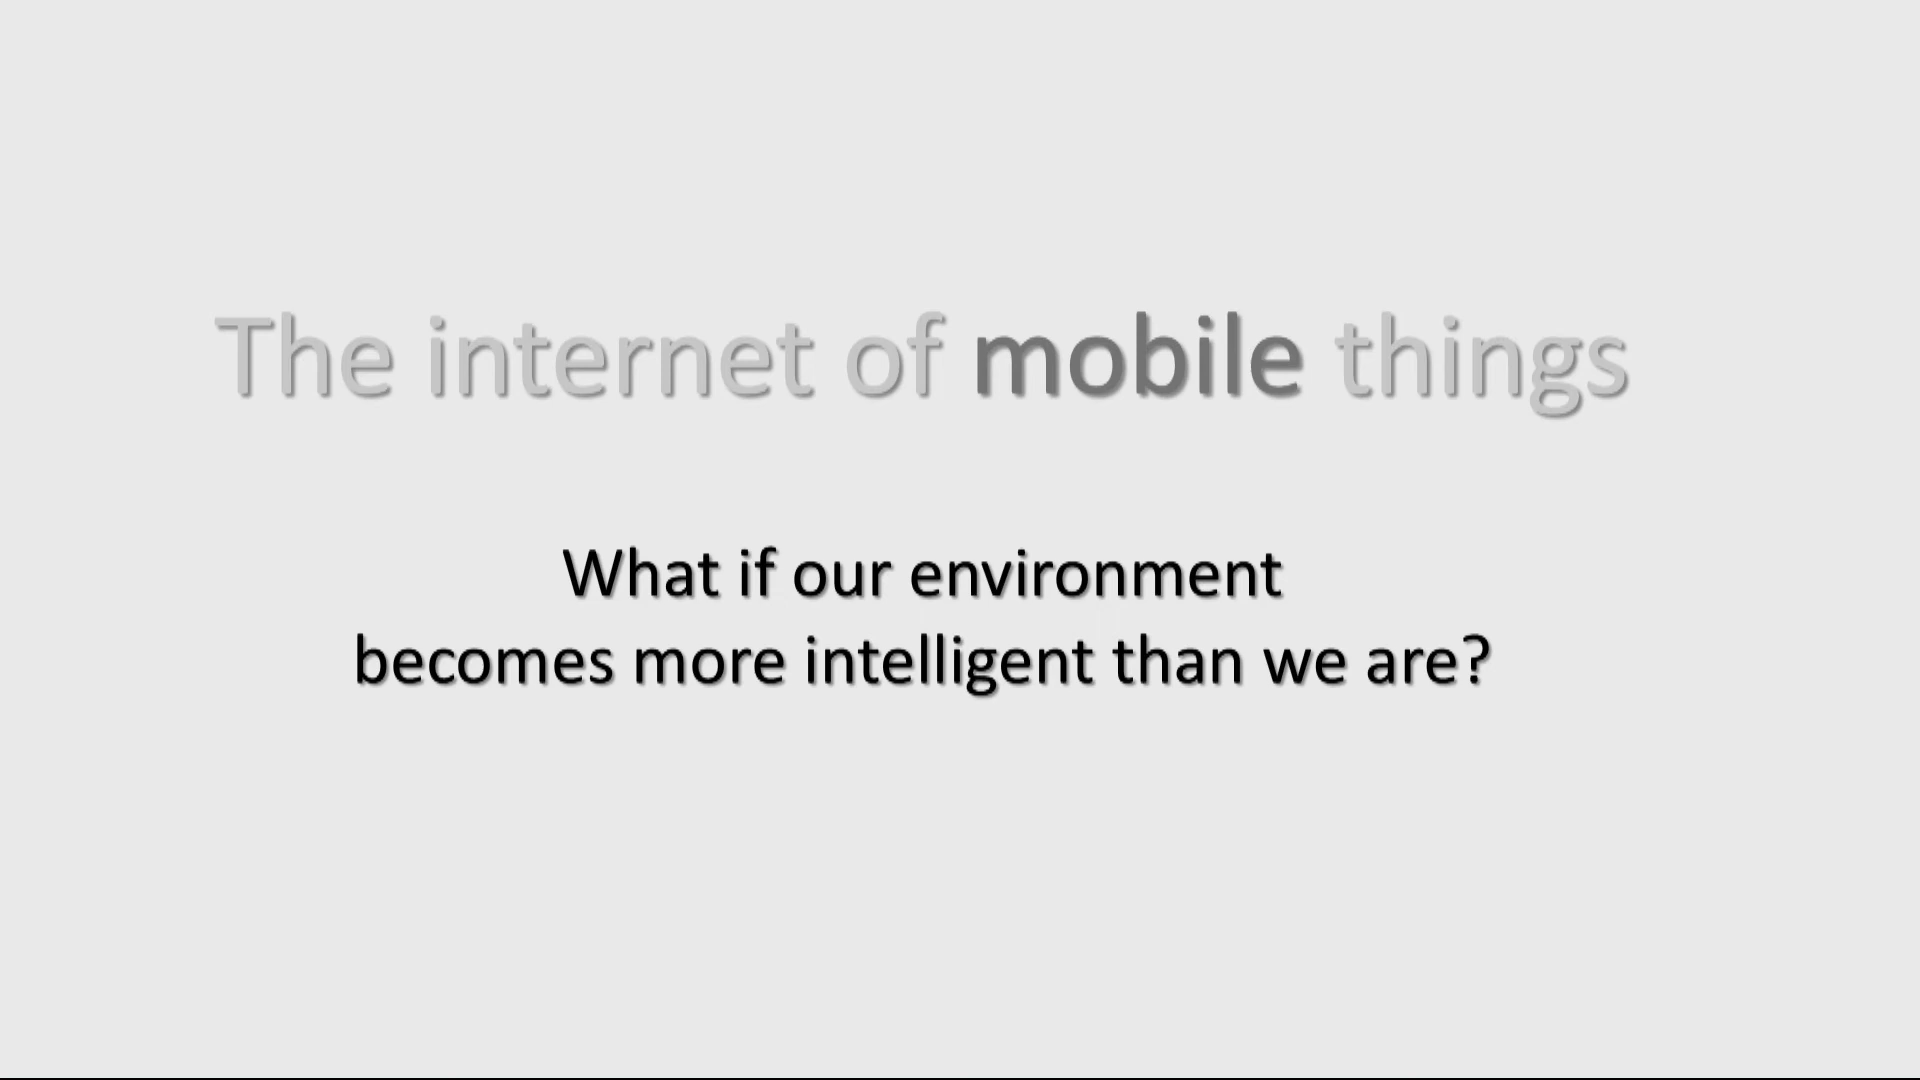 The internet of mobile things
What if our environment
becomes more intelligent than we are?